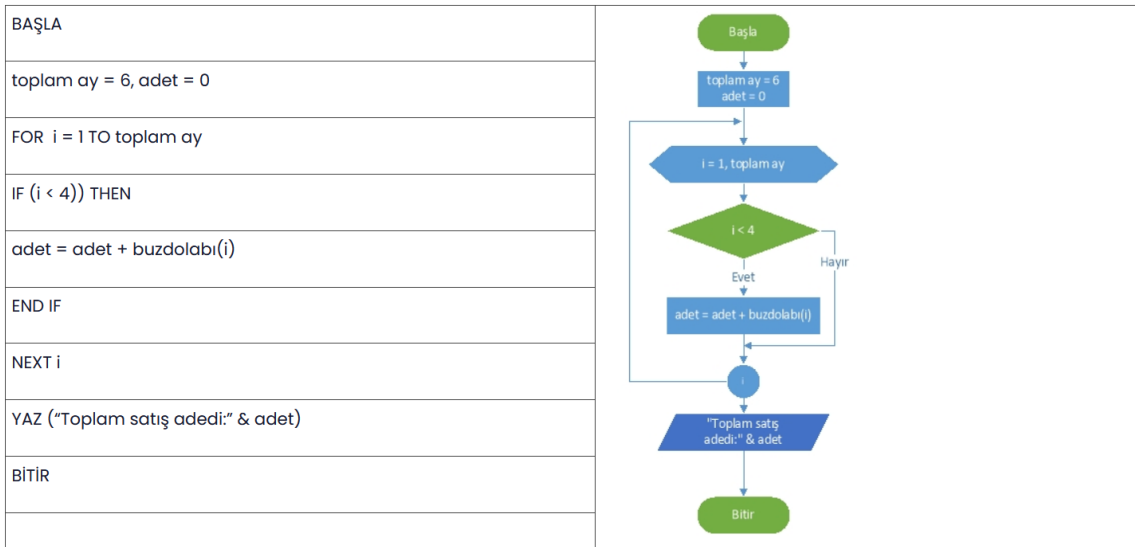 BAŞLA
toplam ay = 6, adet = 0
FOR i = 1 TO toplam ay
IF (i < 4)) THEN
adet = adet + buzdolabı(i)
END IF
NEXT i
YAZ (“Toplam satış adedi:” & adet)
BİTİR
Başla
toplam ay = 6
adet = 0
i = 1, toplam ay
i < 4
Hayır
Evet
adet = adet + buzdolabı(i)
i
"Toplam satış
adedi:" & adet
Bitir